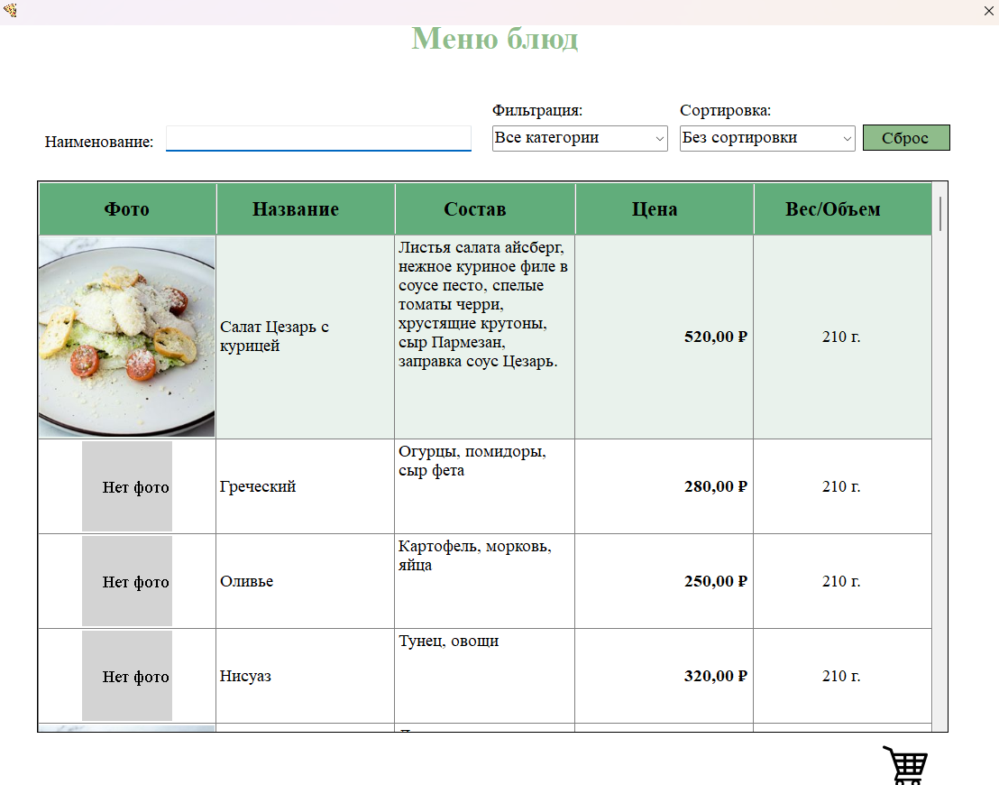 Меню блюд
Фильтрация:
Сортировка:
Наименование:
Все категории
Без сортировки
Сброс
Фото
Название
Состав
Цена
Вес/Объем
Салат Цезарь с
курицей
Листья салата айсберг,
нежное куриное филе в
соусе песто, спелые
томаты черри,
хрустящие крутоны,
сыр Пармезан,
заправка соус Цезарь.
520,00 ₽
210 г.
Нет фото
Греческий
Огурцы, помидоры,
сыр фета
280,00 ₽
210 г.
Нет фото
Оливье
Картофель, морковь,
яйца
250,00 ₽
210 г.
Нет фото
Нисуаз
Тунец, овощи
320,00 ₽
210 г.